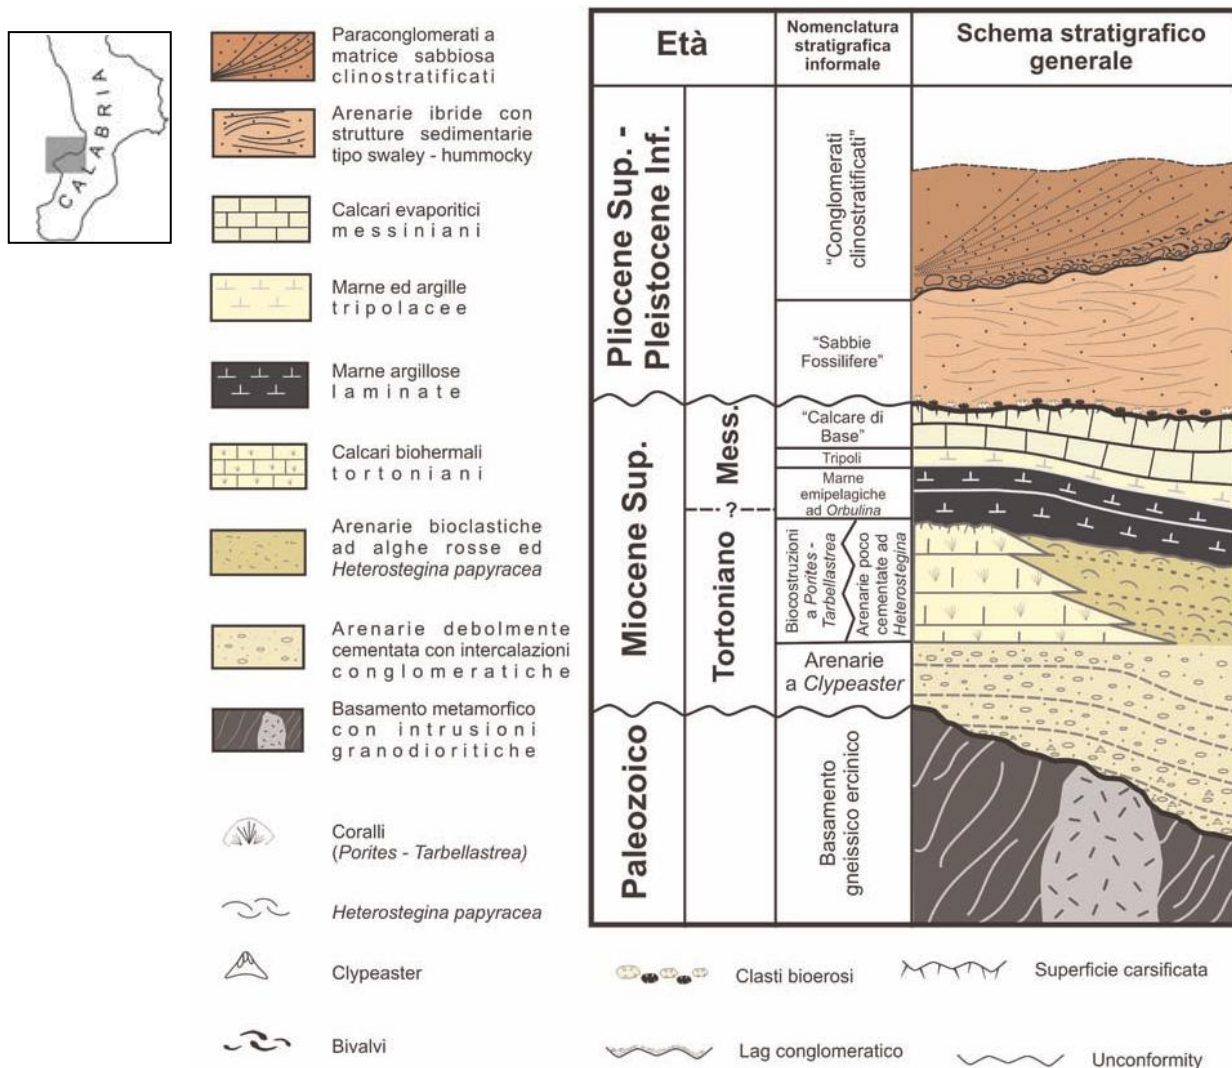 CALABRIA
Paraconglomerati a
matrice sabbiosa
clinostratificati
Arenarie ibride con
strutture sedimentarie
tipo swaley - hummocky
Calcari evaporitici
messiniani
Marne ed argille
tripolacee
Marne argillose
laminate
Calcari biohermali
tortoniani
Arenarie bioclastiche
ad alghe rosse ed
Heterostegina papyracea
Arenarie debolmente
cementata con intercalazioni
conglomeratiche
Basamento metamorfico
con intrusioni
granodioritiche
Coralli
(Porites - Tarbellastrea)
Heterostegina papyracea
Clypeaster
Bivalvi
Età
Nomenclatura
stratigrafica
informale
Schema stratigrafico
generale
Pliocene Sup. -
Pleistocene Inf.
“Conglomerati
clinostratificati”
“Sabbie
Fossilifere”
Miocene Sup.
Mess.
?
Tortoniano
“Calcare di
Base”
Tripoli
Marne
emipelagiche
ad Orbulina
Biocostruzioni
a Porites -
Tarbellastrea
Arenarie poco
cementate ad
Heterostegina
Arenarie
a Clypeaster
Paleozoico
Basamento
gneissico ercinico
Clasti bioerosi
Superficie carsificata
Lag conglomeratico
Unconformity